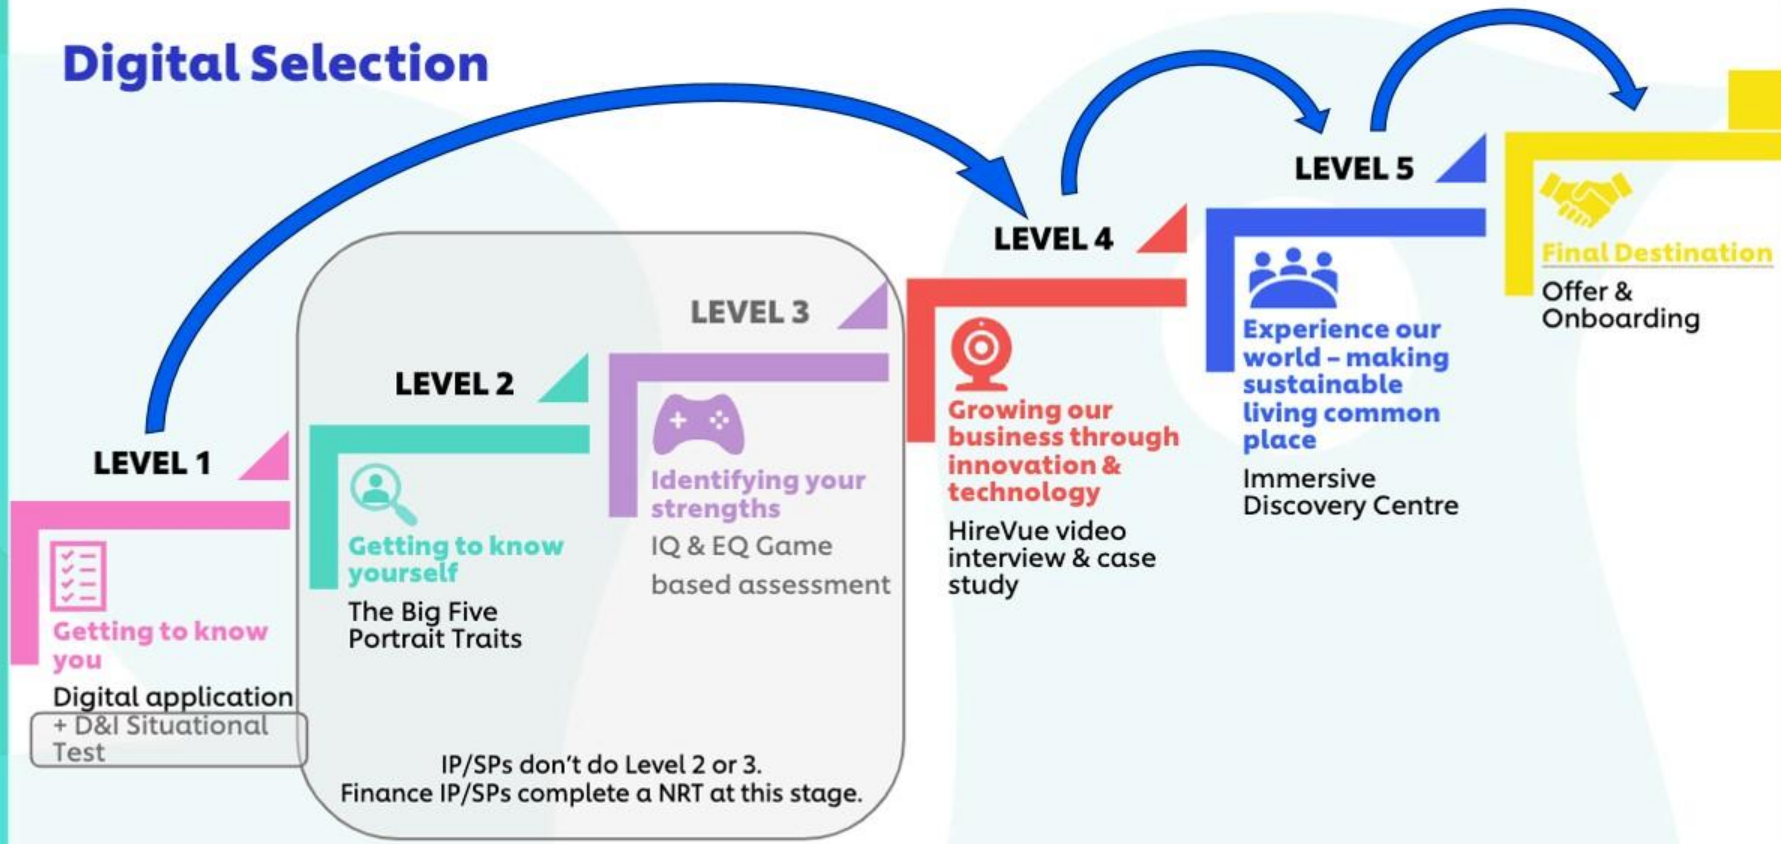 Digital Selection
LEVEL 1
Getting to know
you
Digital application
+ D&I Situational
Test
LEVEL 2
Getting to know
yourself
The Big Five
Portrait Traits
LEVEL 3
Identifying your
strengths
IQ & EQ Game
based assessment
IP/SPs don't do Level 2 or 3.
Finance IP/SPs complete a NRT at this stage.
LEVEL 4
Growing our
business through
innovation &
technology
HireVue video
interview & case
study
LEVEL 5
Experience our
world – making
sustainable
living common
place
Immersive
Discovery Centre
Final Destination
Offer &
Onboarding